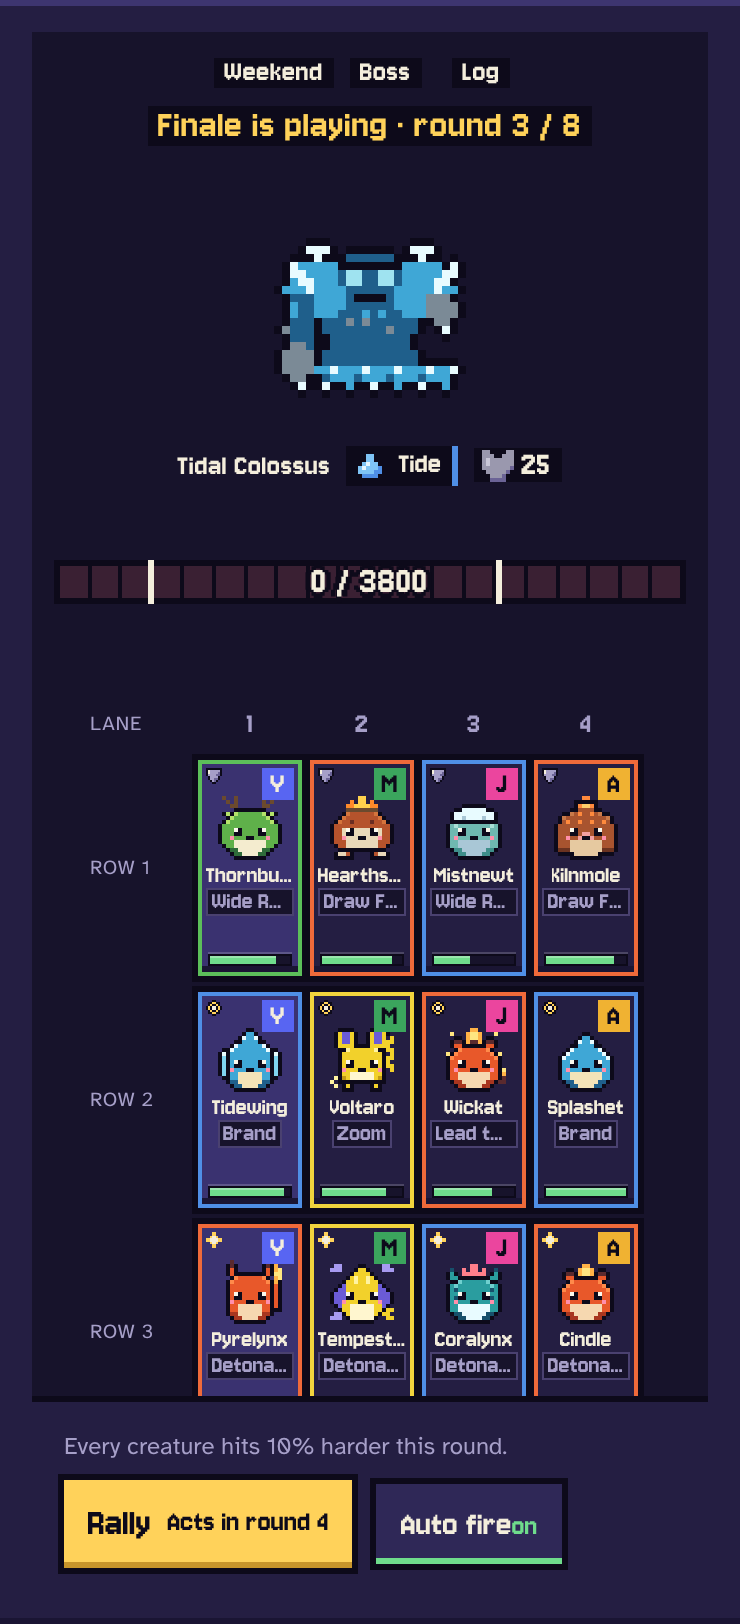 Weekend Boss Log
Finale is playing · round 3 / 8
Tidal Colossus Tide 25
0 / 3800
LANE 1 2 3 4
Y M J A
ROW 1
Thornbu... Hearths... Mistnewt Kilnmole
Wide R... Draw F... Wide R... Draw F...
Y M J A
ROW 2
Tidewing Voltaro Wickat Splashet
Brand Zoom Lead t... Brand
Y M J A
ROW 3
Pyrelynx Tempest... Coralynx Cindle
Detona... Detona... Detona... Detona...
Every creature hits 10% harder this round.
Rally Acts in round 4 Auto fireon